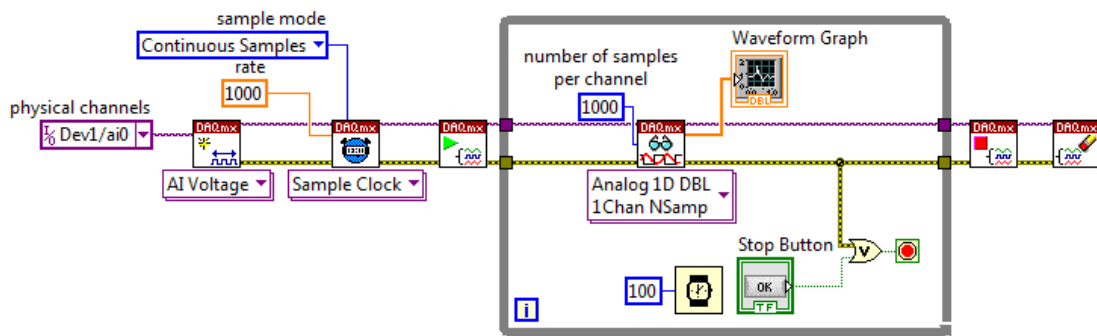 sample mode
Continuous Samples
rate
1000
physical channels
I/O Dev1/ai0
DAQmx
AI Voltage
DAQmx
Sample Clock
DAQmx
number of samples
per channel
1000
DAQmx
Analog 1D DBL
1Chan NSamp
Waveform Graph
DBL
Stop Button
OK
TF
V
100
i
DAQmx
DAQmx